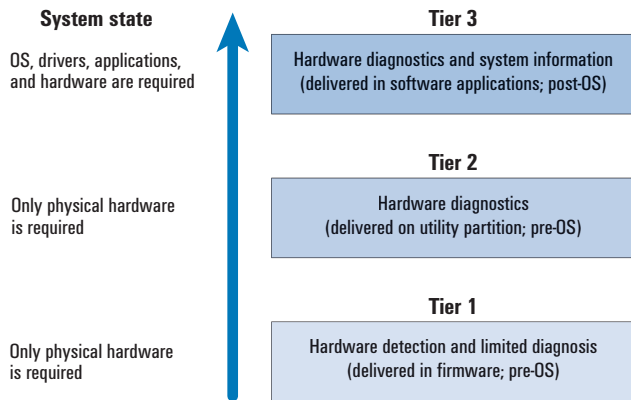 System state
Tier 3
OS, drivers, applications,
and hardware are required
Hardware diagnostics and system information
(delivered in software applications; post-OS)
Tier 2
Only physical hardware
is required
Hardware diagnostics
(delivered on utility partition; pre-OS)
Tier 1
Only physical hardware
is required
Hardware detection and limited diagnosis
(delivered in firmware; pre-OS)